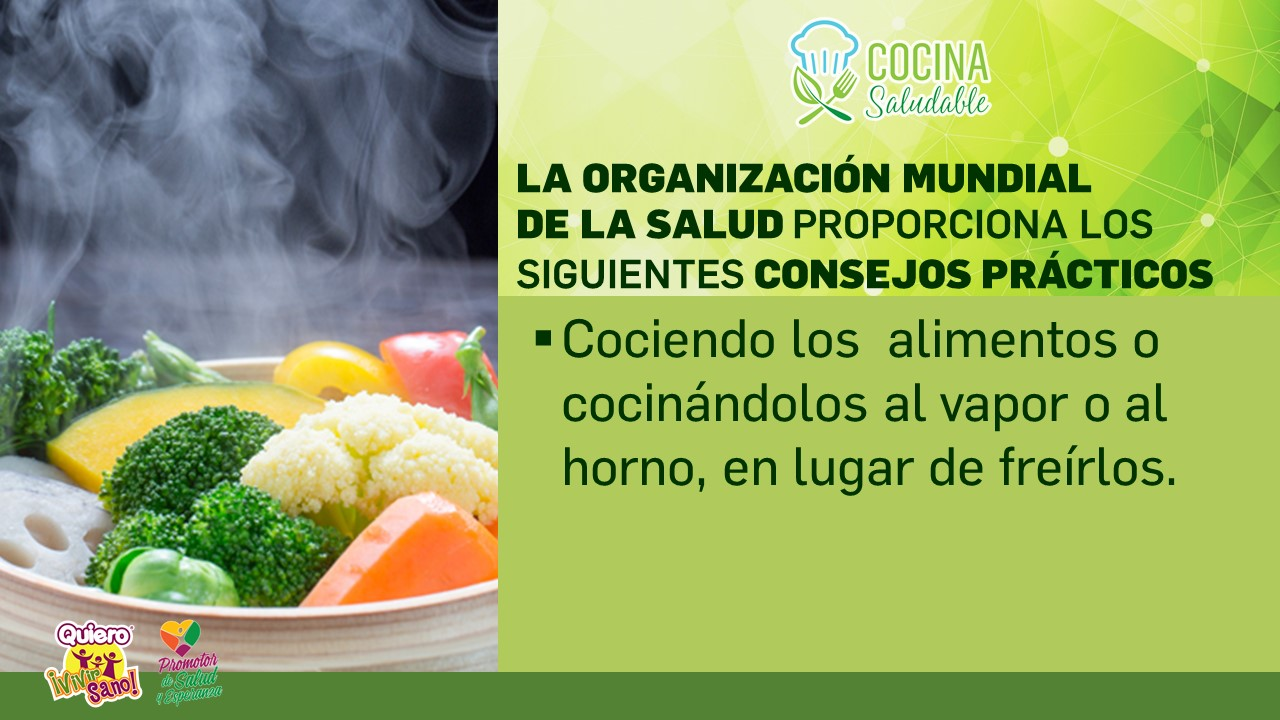 COCINA
Saludable
LA ORGANIZACIÓN MUNDIAL
DE LA SALUD PROPORCIONA LOS
SIGUIENTES CONSEJOS PRÁCTICOS
▪ Cociendo los  alimentos o
cocinándolos al vapor o al
horno, en lugar de freírlos.
Quiero
¡Vivir
Sano!
Promotor
de Salud
y Esperanza